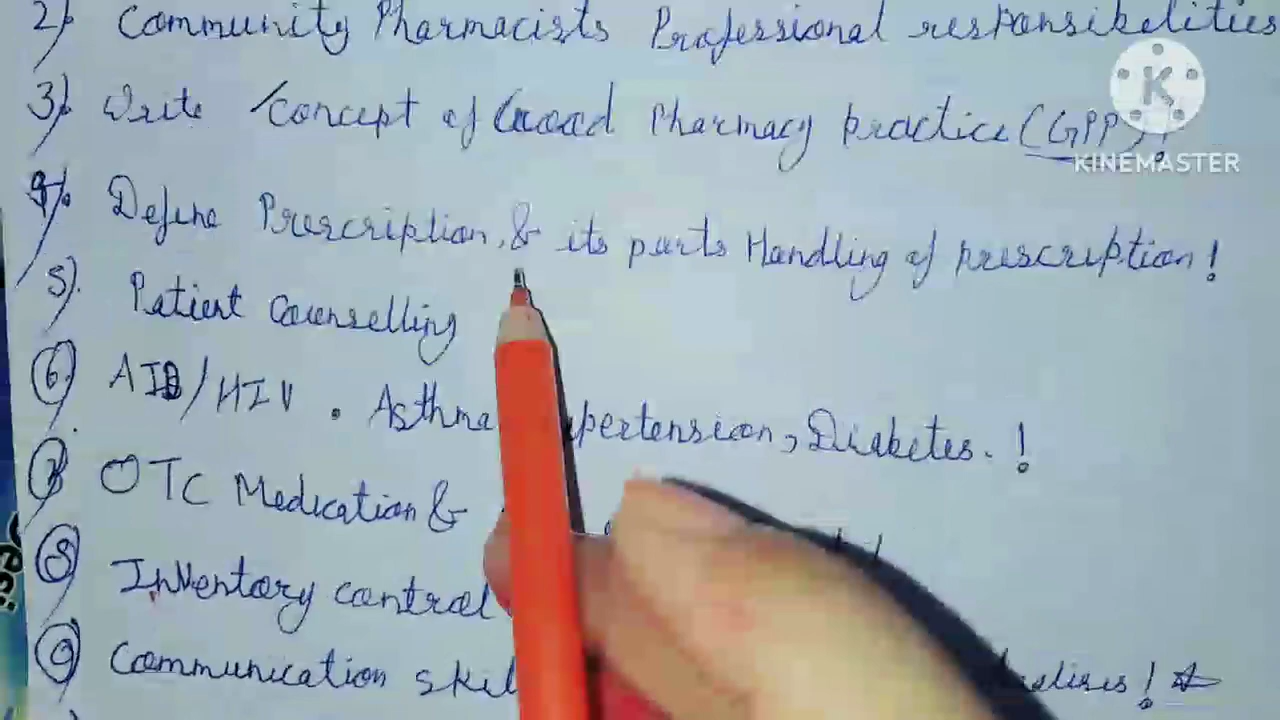 2). Community Pharmacists Professional responsibilities
3). Write concept of Good Pharmacy practice (GPP)!
K
KINEMASTER
4). Define Prescription, & its parts Handling of prescription!
5). Patient Counselling
6. AID/HIV . Asthma pertension, Diabetes. !
7 OTC Medication &
8 Inventory control
9 Communication skil !